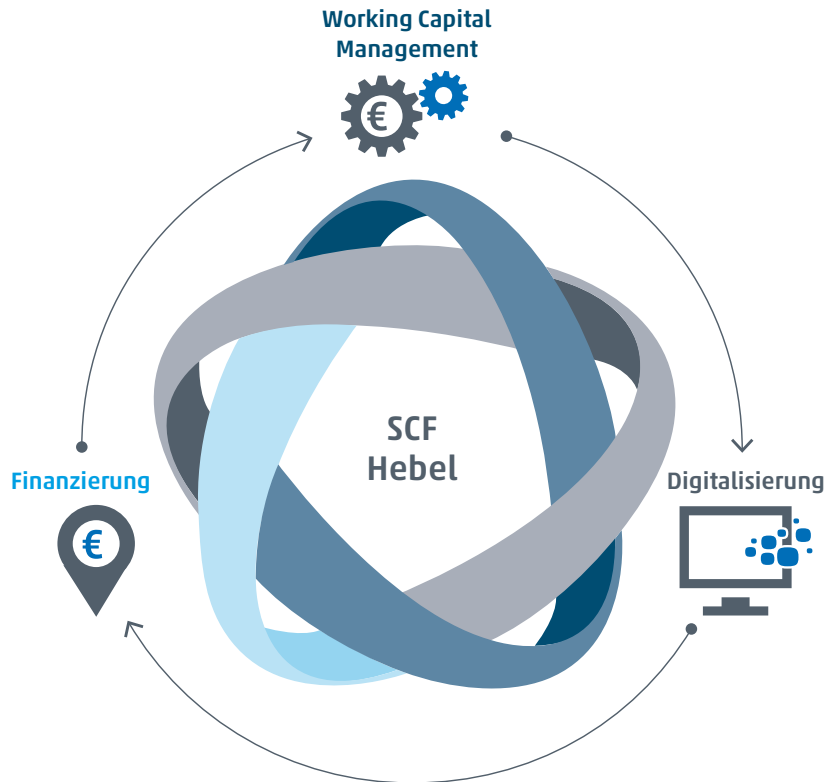 Working Capital
Management
€
SCF
Hebel
Finanzierung
€
Digitalisierung